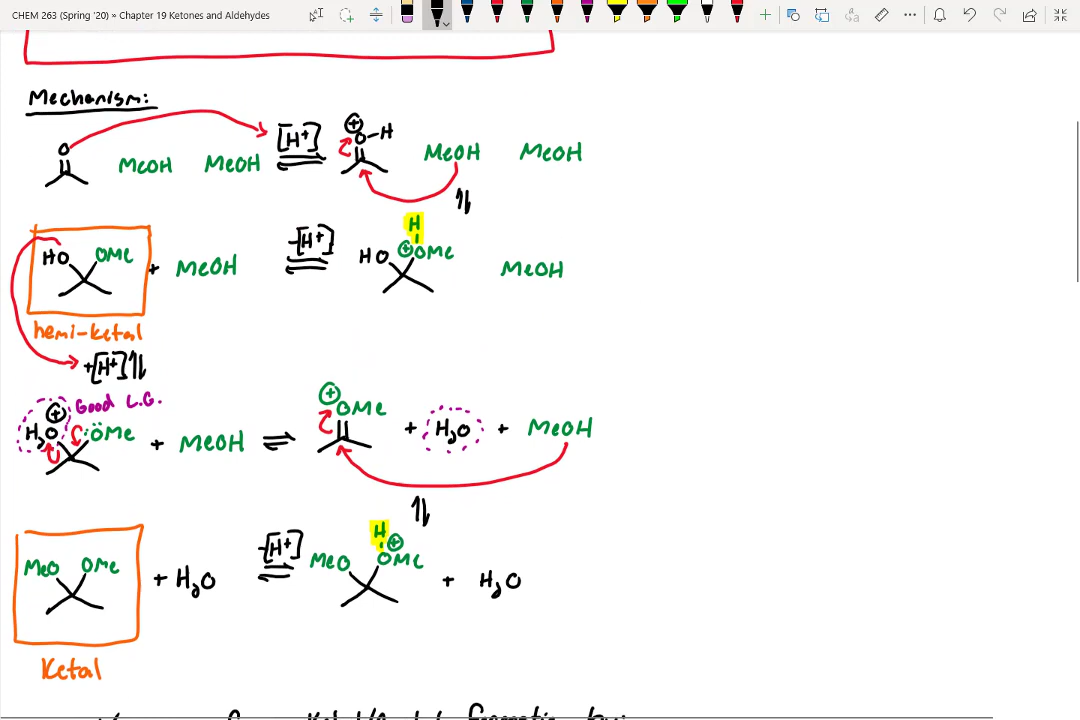 CHEM 263 (Spring '20) » Chapter 19 Ketones and Aldehydes
Mechanism:
O MeOH MeOH [H+] ⊕ O-H MeOH MeOH
HO OMe + MeOH -[H+] HO H ⊕OMe MeOH
hemi-ketal
+[H+]
⊕ Good L.G.
H₂O ÖMe + MeOH ⊕ OMe + H₂O + MeOH
MeO OMe + H₂O -[H+] MeO H ⊕ OMe + H₂O
Ketal